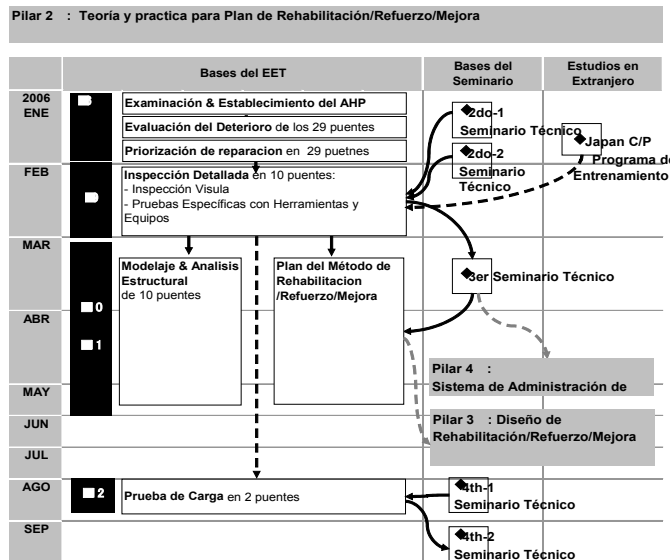 Pilar 2 : Teoría y practica para Plan de Rehabilitación/Refuerzo/Mejora
Bases del EET
Bases del
Seminario
Estudios en
Extranjero
2006
ENE
Examinación & Establecimiento del AHP
Evaluación del Deterioro de los 29 puentes
Priorización de reparacion en 29 puetnes
2do-1
Seminario Técnico
2do-2
Seminario
Técnico
Japan C/P
Programa de
Entrenamiento
FEB
Inspección Detallada en 10 puentes:
- Inspección Visula
- Pruebas Específicas con Herramientas y
Equipos
MAR
Modelaje & Analisis
Estructural
de 10 puentes
Plan del Método de
Rehabilitacion
/Refuerzo/Mejora
3er Seminario Técnico
0
ABR
1
Pilar 4 :
Sistema de Administración de
MAY
JUN
Pilar 3 : Diseño de
Rehabilitación/Refuerzo/Mejora
JUL
AGO
2
Prueba de Carga en 2 puentes
4th-1
Seminario Técnico
SEP
4th-2
Seminario Técnico